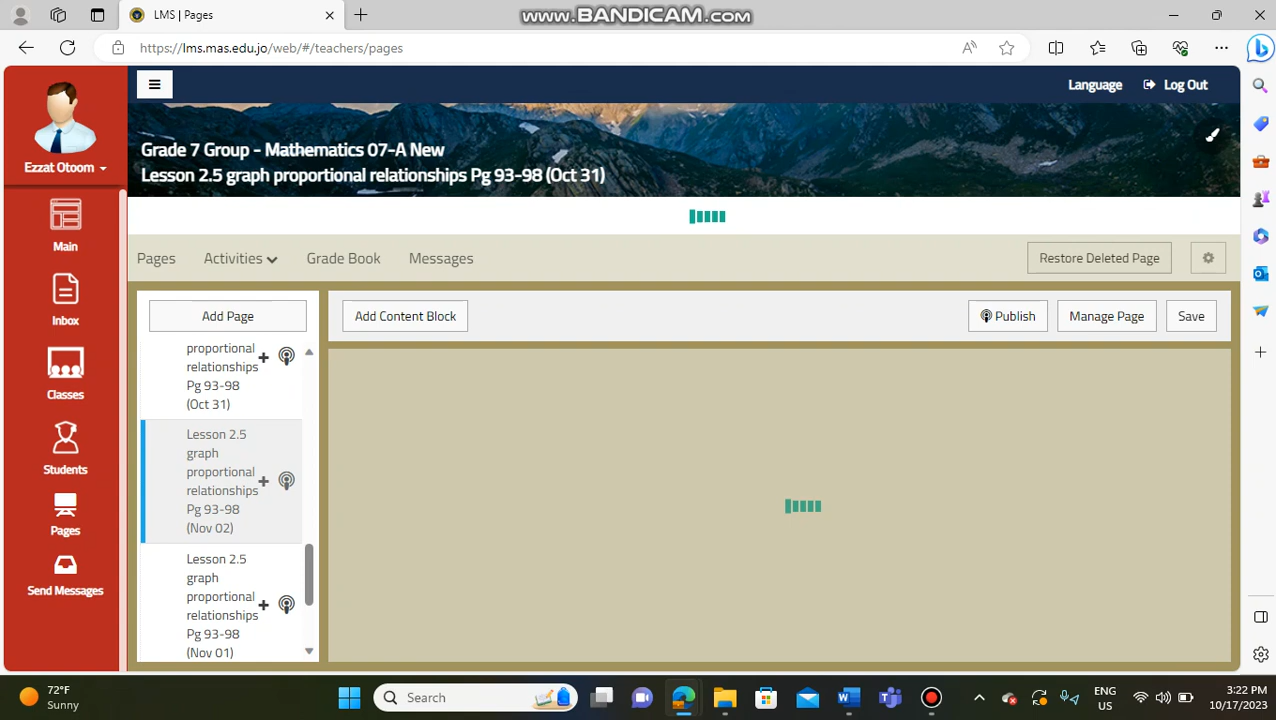 LMS | Pages
www.BANDICAM.com
https://lms.mas.edu.jo/web/#/teachers/pages
Language
Log Out
Ezzat Otoom
Grade 7 Group - Mathematics 07-A New
Lesson 2.5 graph proportional relationships Pg 93-98 (Oct 31)
Main
Inbox
Classes
Students
Pages
Send Messages
Pages
Activities
Grade Book
Messages
Restore Deleted Page
Add Page
Add Content Block
Publish
Manage Page
Save
proportional
relationships
Pg 93-98
(Oct 31)
Lesson 2.5
graph
proportional
relationships
Pg 93-98
(Nov 02)
Lesson 2.5
graph
proportional
relationships
Pg 93-98
(Nov 01)
72°F
Sunny
Search
ENG
US
3:22 PM
10/17/2023